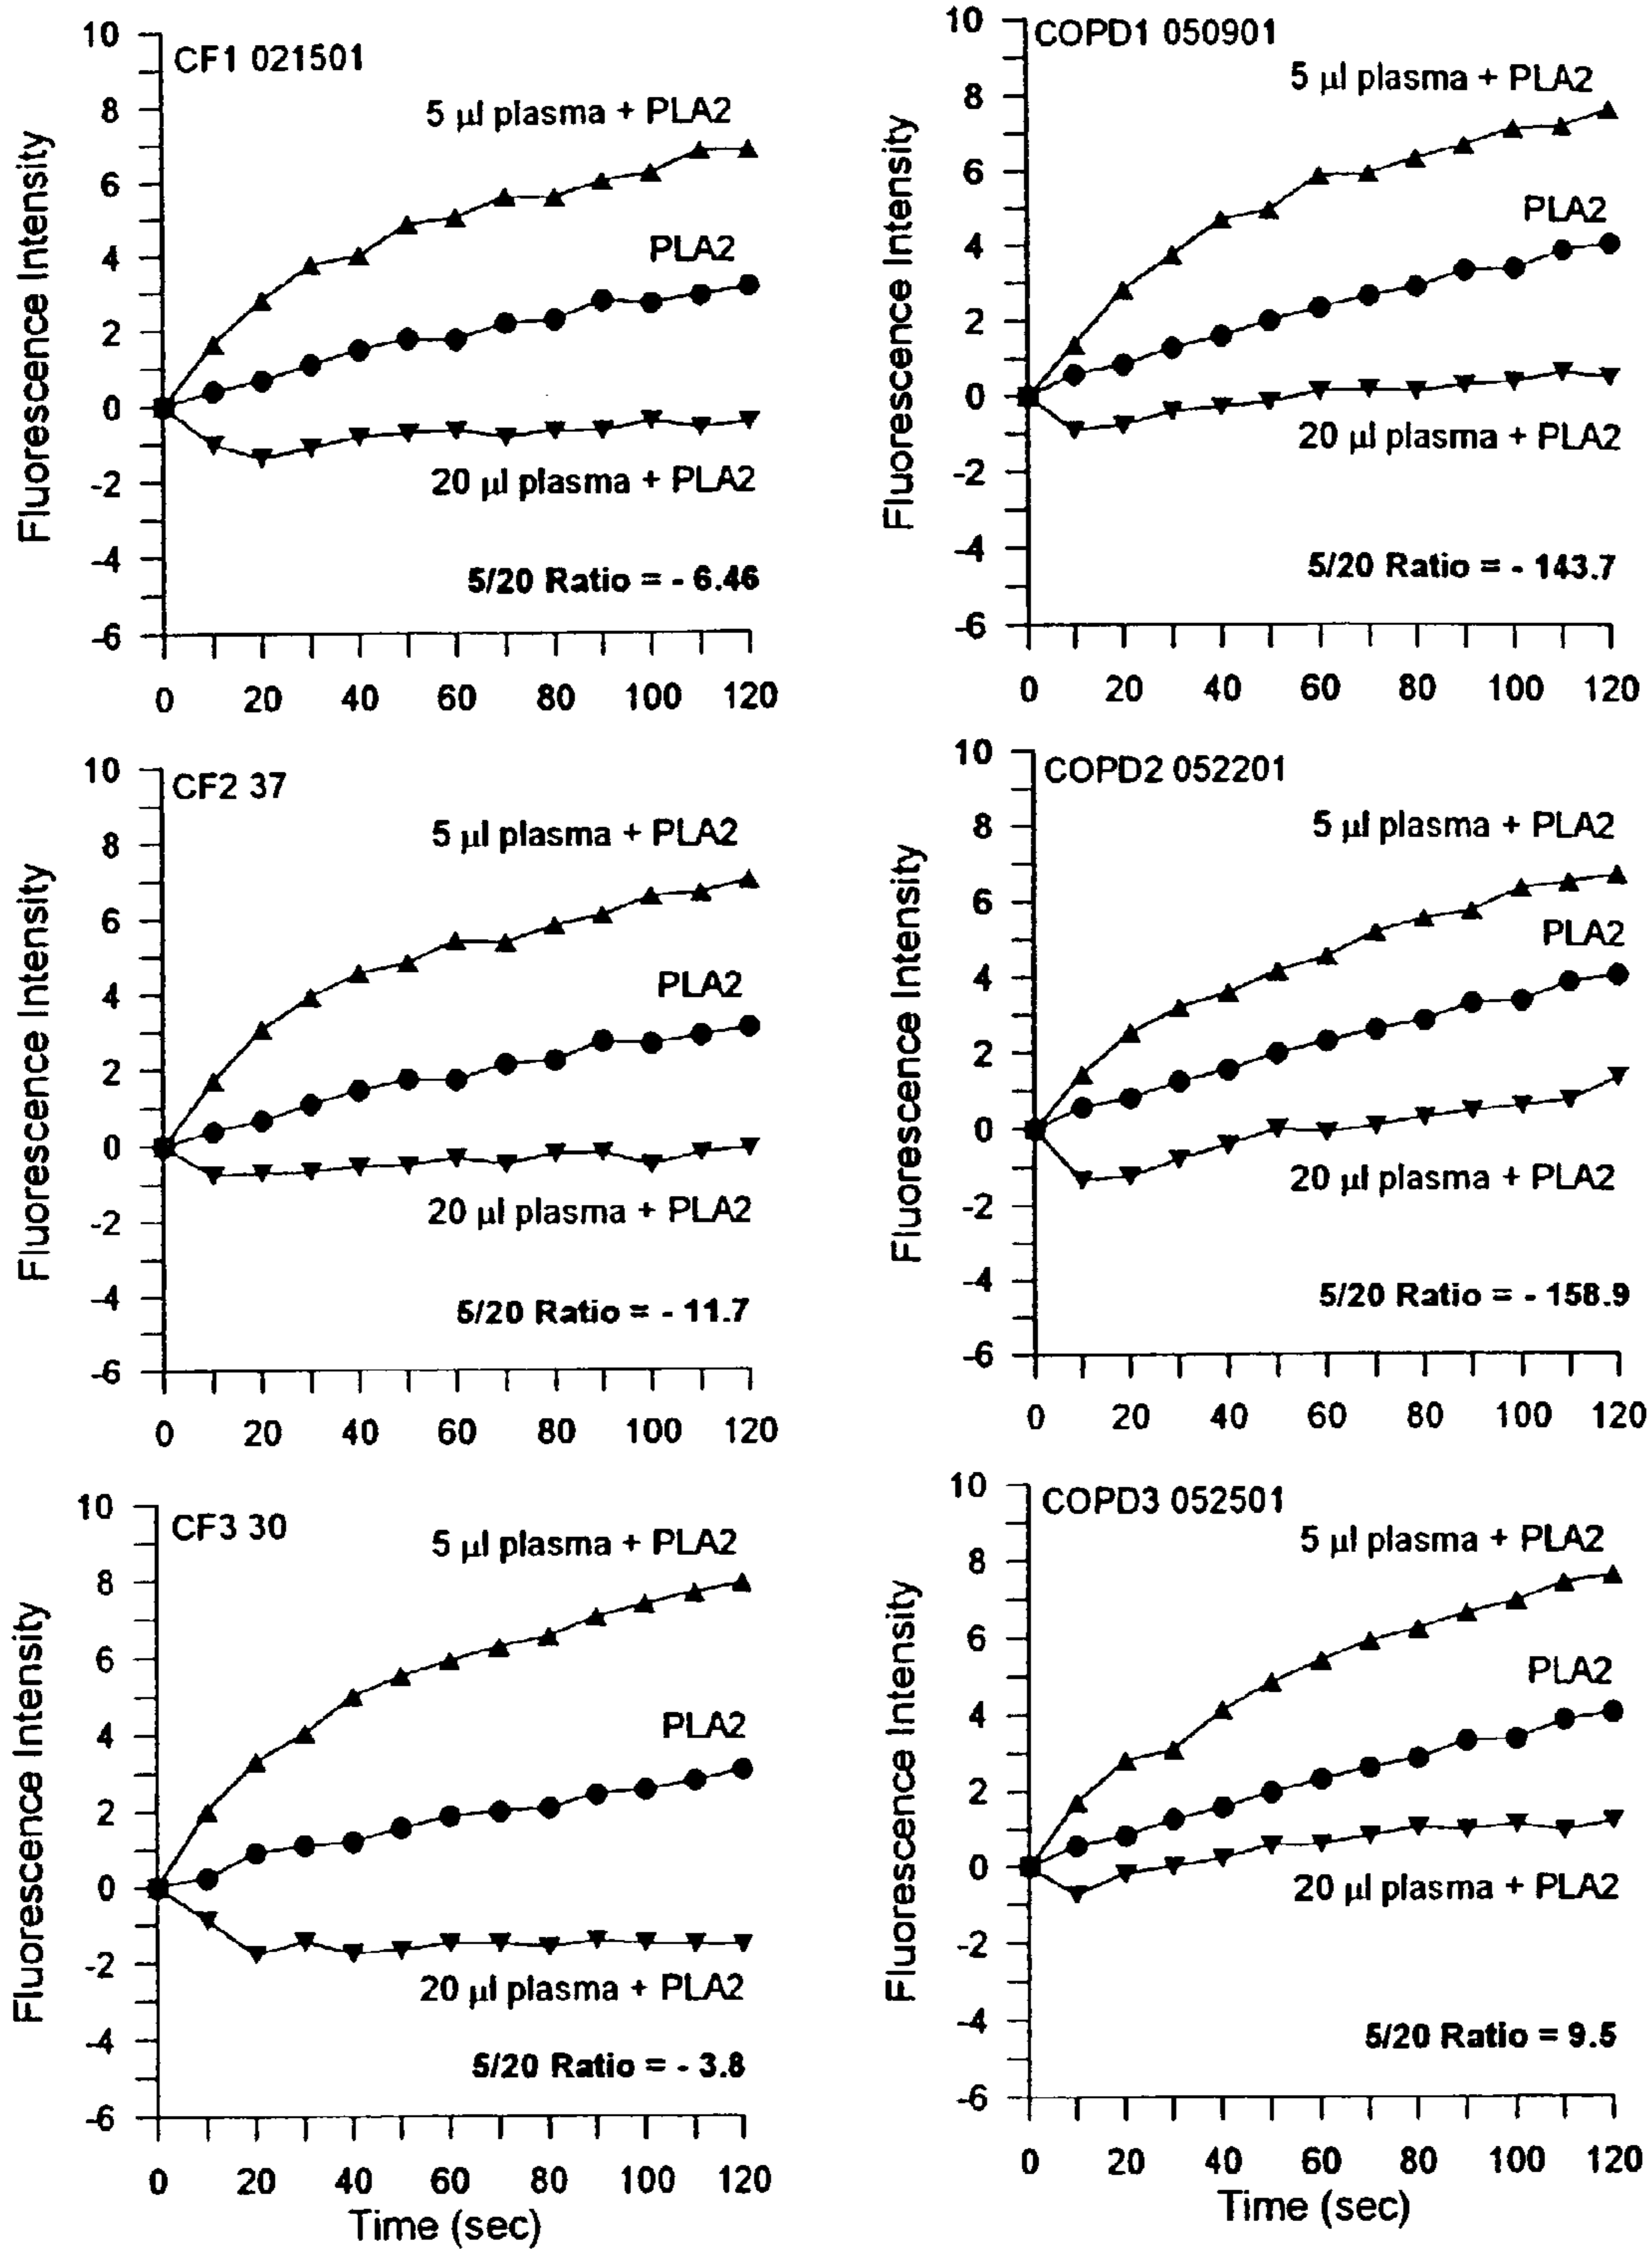 CF1 021501
5 µl plasma + PLA2
PLA2
20 µl plasma + PLA2
5/20 Ratio = - 6.46
Fluorescence Intensity
10
8
6
4
2
0
-2
-4
-6
0 20 40 60 80 100 120
COPD1 050901
5 µl plasma + PLA2
PLA2
20 µl plasma + PLA2
5/20 Ratio = - 143.7
Fluorescence Intensity
10
8
6
4
2
0
-2
-4
-6
0 20 40 60 80 100 120
CF2 37
5 µl plasma + PLA2
PLA2
20 µl plasma + PLA2
5/20 Ratio = - 11.7
Fluorescence Intensity
10
8
6
4
2
0
-2
-4
-6
0 20 40 60 80 100 120
COPD2 052201
5 µl plasma + PLA2
PLA2
20 µl plasma + PLA2
5/20 Ratio = - 158.9
Fluorescence Intensity
10
8
6
4
2
0
-2
-4
-6
0 20 40 60 80 100 120
CF3 30
5 µl plasma + PLA2
PLA2
20 µl plasma + PLA2
5/20 Ratio = - 3.8
Fluorescence Intensity
10
8
6
4
2
0
-2
-4
-6
0 20 40 60 80 100 120
Time (sec)
COPD3 052501
5 µl plasma + PLA2
PLA2
20 µl plasma + PLA2
5/20 Ratio = 9.5
Fluorescence Intensity
10
8
6
4
2
0
-2
-4
-6
0 20 40 60 80 100 120
Time (sec)